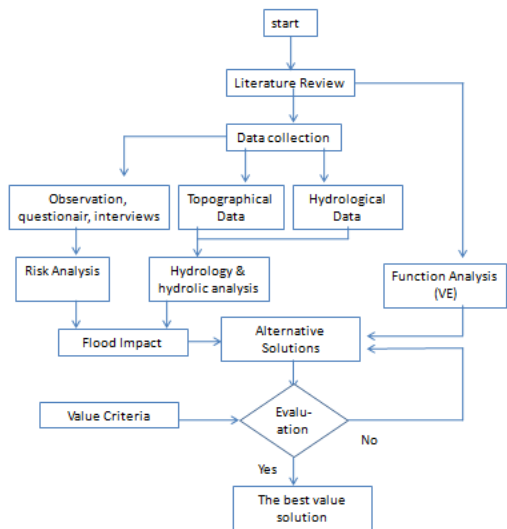 start
Literature Review
Data collection
Observation,
questionair, interviews
Topographical
Data
Hydrological
Data
Risk Analysis
Hydrology &
hydrolic analysis
Function Analysis
(VE)
Flood Impact
Alternative
Solutions
Value Criteria
Evalu-
ation
No
Yes
The best value
solution